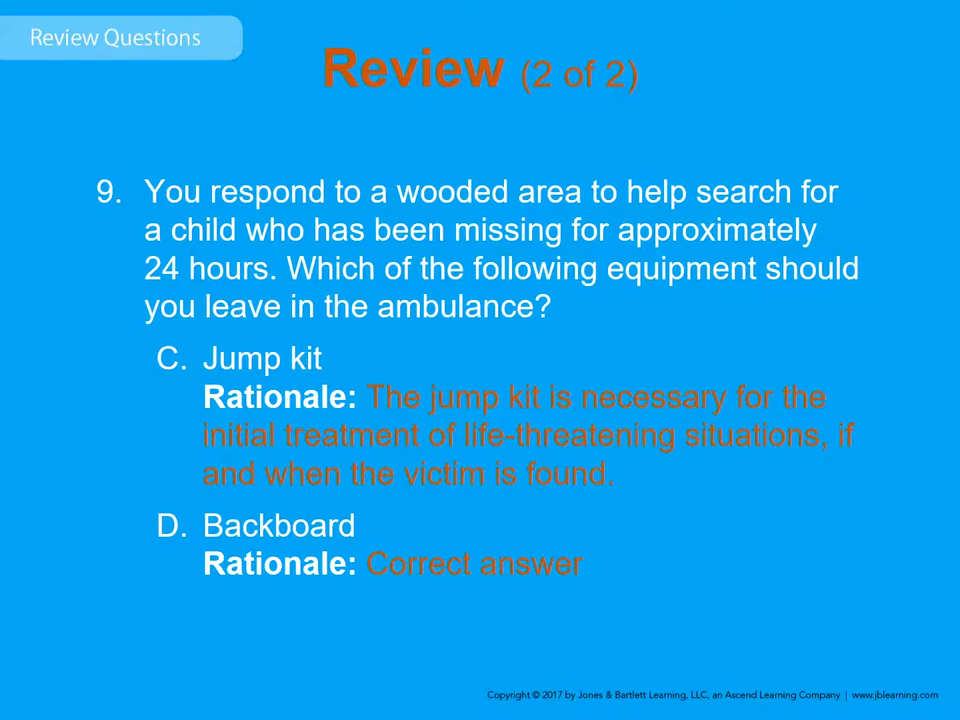 Review Questions
Review (2 of 2)
9. You respond to a wooded area to help search for
a child who has been missing for approximately
24 hours. Which of the following equipment should
you leave in the ambulance?
C. Jump kit
Rationale: The jump kit is necessary for the
initial treatment of life-threatening situations, if
and when the victim is found.
D. Backboard
Rationale: Correct answer
Copyright © 2017 by Jones & Bartlett Learning, LLC, an Ascend Learning Company | www.jblearning.com